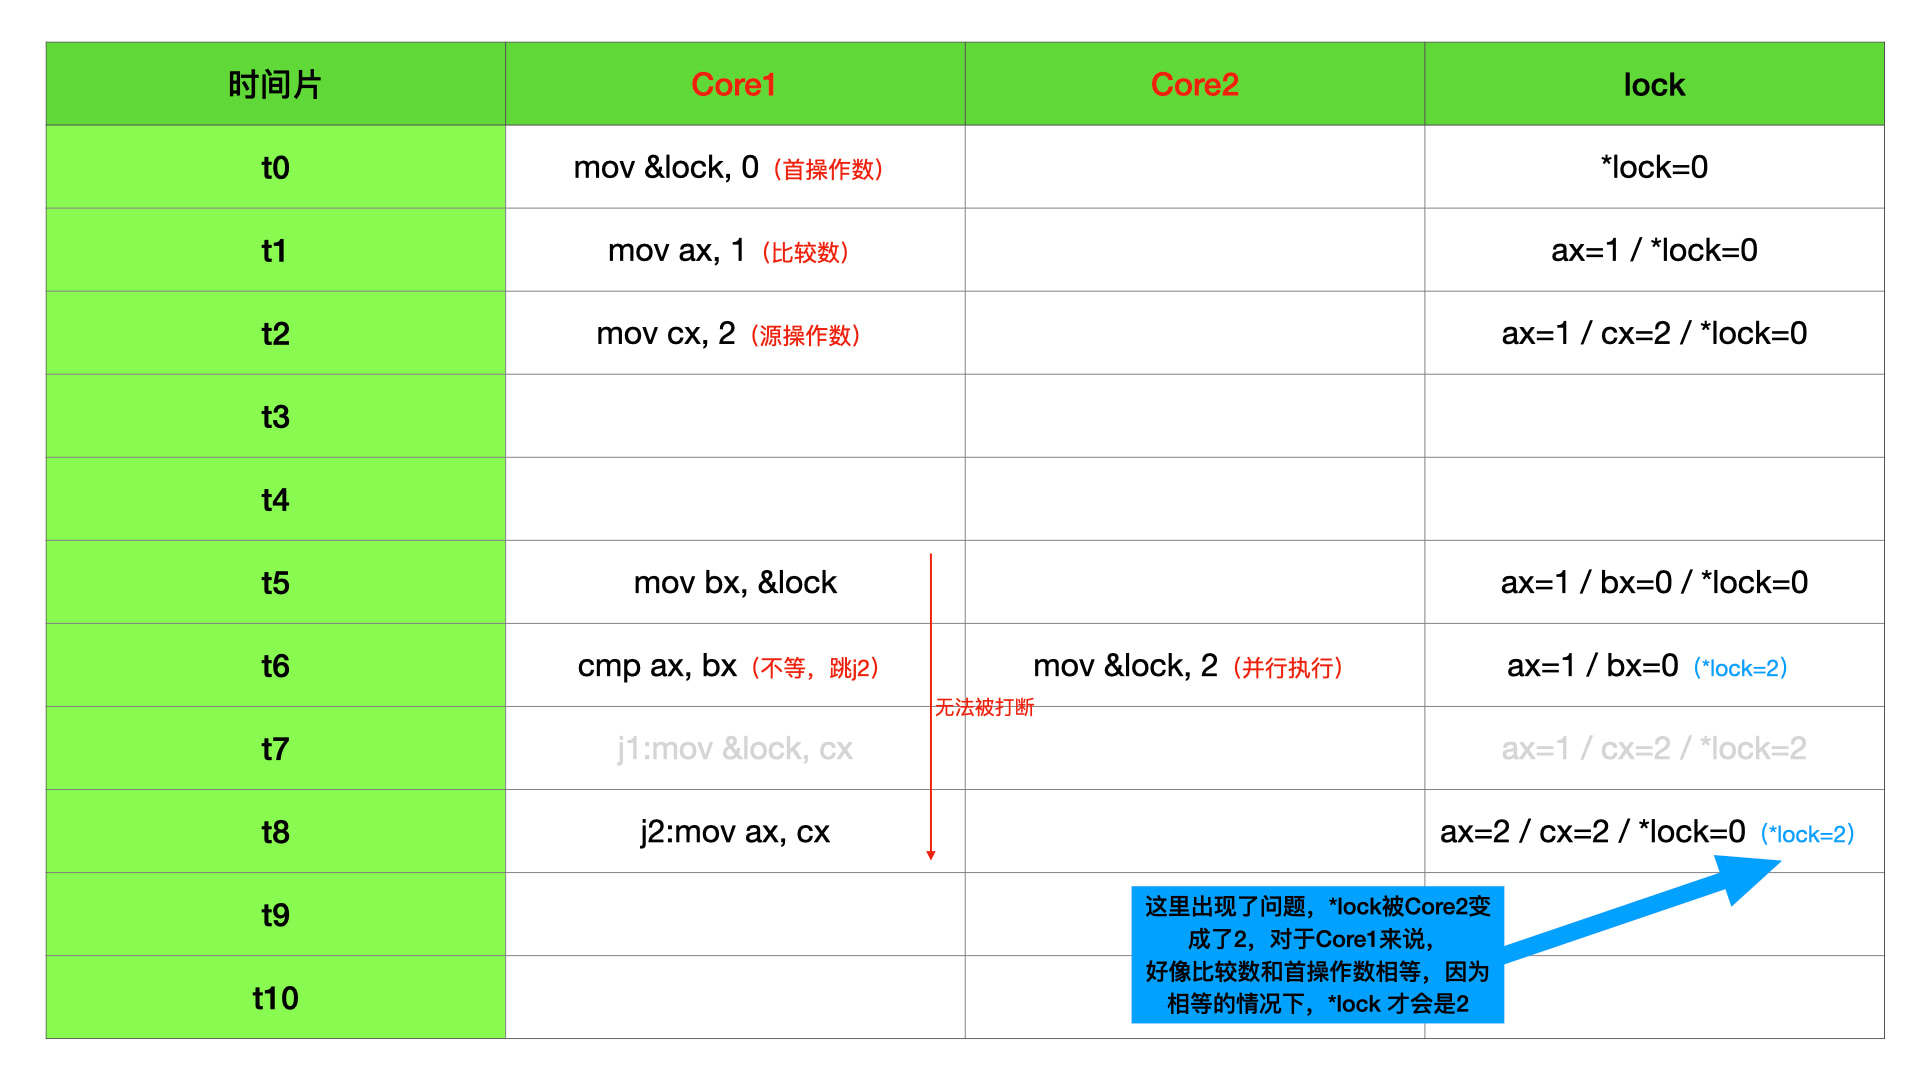 时间片 Core1 Core2 lock
t0 mov &lock, 0（首操作数） *lock=0
t1 mov ax, 1（比较数） ax=1 / *lock=0
t2 mov cx, 2（源操作数） ax=1 / cx=2 / *lock=0
t3
t4
t5 mov bx, &lock ax=1 / bx=0 / *lock=0
t6 cmp ax, bx（不等，跳j2） mov &lock, 2（并行执行） ax=1 / bx=0（*lock=2）
无法被打断
t7 j1:mov &lock, cx ax=1 / cx=2 / *lock=2
t8 j2:mov ax, cx ax=2 / cx=2 / *lock=0（*lock=2）
t9
t10
这里出现了问题，*lock被Core2变
成了2，对于Core1来说，
好像比较数和首操作数相等，因为
相等的情况下，*lock 才会是2